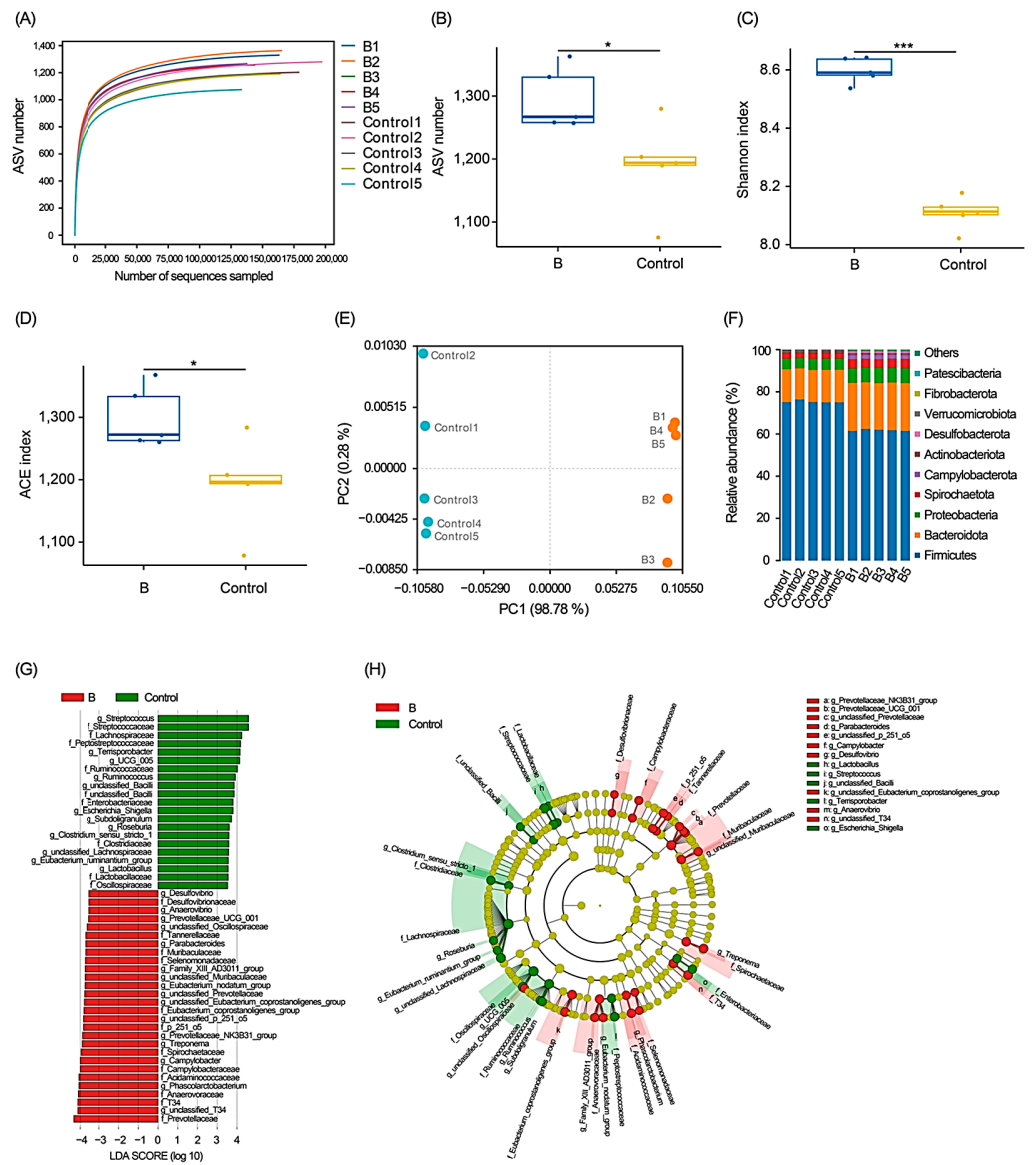 (A)
1,400
1,200
1,000
800
600
400
200
0
ASV number
0 25,000 50,000 75,000 100,000 125,000 150,000 175,000 200,000
Number of sequences sampled
B1
B2
B3
B4
B5
Control1
Control2
Control3
Control4
Control5
(B)
*
1,300
1,200
1,100
ASV number
B Control
(C)
***
8.6
8.4
8.2
8.0
Shannon index
B Control
(D)
*
1,300
1,200
1,100
ACE index
B Control
(E)
0.01030
0.00515
0.00000
−0.00425
−0.00850
PC2 (0.28 %)
Control2
Control1
Control3
Control4
Control5
B1
B4
B5
B2
B3
−0.10580 −0.05290 0.00000 0.05275 0.10550
PC1 (98.78 %)
(F)
100
80
60
40
20
0
Relative abundance (%)
Control1 Control2 Control3 Control4 Control5 B1 B2 B3 B4 B5
Others
Patescibacteria
Fibrobacterota
Verrucomicrobiota
Desulfobacterota
Actinobacteriota
Campylobacterota
Spirochaetota
Proteobacteria
Bacteroidota
Firmicutes
(G)
B Control
g_Streptococcus
f_Streptococcaceae
f_Lachnospiraceae
f_Peptostreptococcaceae
g_Terrisporobacter
g_UCG_005
f_Ruminococcaceae
g_Ruminococcus
g_unclassified_Bacilli
f_unclassified_Bacilli
f_Enterobacteriaceae
g_Escherichia_Shigella
g_Subdoligranulum
g_Roseburia
g_Clostridium_sensu_stricto_1
f_Clostridiaceae
g_unclassified_Lachnospiraceae
g_Eubacterium_ruminantium_group
g_Lactobacillus
f_Lactobacillaceae
f_Oscillospiraceae
g_Desulfovibrio
f_Desulfovibrionaceae
g_Anaerovibrio
g_Prevotellaceae_UCG_001
g_unclassified_Oscillospiraceae
f_Tannerellaceae
g_Parabacteroides
f_Muribaculaceae
f_Selenomonadaceae
g_Family_XIII_AD3011_group
g_unclassified_Muribaculaceae
g_Eubacterium_nodatum_group
g_unclassified_Prevotellaceae
g_unclassified_Eubacterium_coprostanoligenes_group
f_Eubacterium_coprostanoligenes_group
g_unclassified_p_251_o5
f_p_251_o5
g_Prevotellaceae_NK3B31_group
g_Treponema
f_Spirochaetaceae
g_Campylobacter
f_Campylobacteraceae
f_Acidaminococcaceae
g_Phascolarctobacterium
f_Anaerovoraceae
f_T34
g_unclassified_T34
f_Prevotellaceae
−4 −3 −2 −1 0 1 2 3 4
LDA SCORE (log 10)
(H)
B
Control
f_Desulfovibrionaceae
g
f_Campylobacteraceae
f
f_p_251_o5
e
f_Tannerellaceae
d
f_Prevotellaceae
c
b
a
f_Muribaculaceae
g_unclassified_Muribaculaceae
f_Lactobacillaceae
h
f_Streptococcaceae
i
f_unclassified_Bacilli
j
g_Clostridium_sensu_stricto_1
f_Clostridiaceae
f_Lachnospiraceae
g_Roseburia
g_Eubacterium_ruminantium_group
g_unclassified_Lachnospiraceae
f_Oscillospiraceae
g_UCG_005
g_unclassified_Oscillospiraceae
f_Ruminococcaceae
g_Ruminococcus
g_Subdoligranulum
k
f_Eubacterium_coprostanoligenes_group
g_Family_XIII_AD3011_group
f_Anaerovoracaceae
g_Eubacterium_nodatum_group
l
f_Peptostreptococcaceae
f_Acidaminococcaceae
g_Phascolarctobacterium
m
f_Selenomonadaceae
n
f_T34
o
f_Enterobacteriaceae
f_Spirochaetaceae
g_Treponema
a: g_Prevotellaceae_NK3B31_group
b: g_Prevotellaceae_UCG_001
c: g_unclassified_Prevotellaceae
d: g_Parabacteroides
e: g_unclassified_p_251_o5
f: g_Campylobacter
g: g_Desulfovibrio
h: g_Lactobacillus
i: g_Streptococcus
j: g_unclassified_Bacilli
k: g_unclassified_Eubacterium_coprostanoligenes_group
l: g_Terrisporobacter
m: g_Anaerovibrio
n: g_unclassified_T34
o: g_Escherichia_Shigella